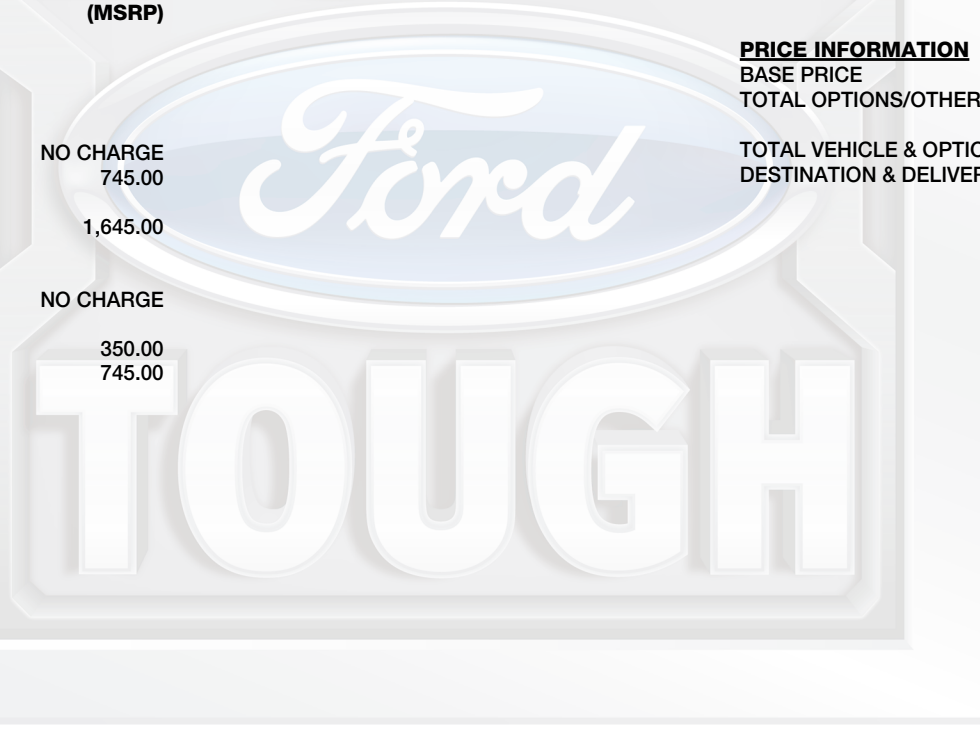 (MSRP)
NO CHARGE
745.00
1,645.00
NO CHARGE
350.00
745.00
PRICE INFORMATION
BASE PRICE
TOTAL OPTIONS/OTHER
TOTAL VEHICLE & OPTIO
DESTINATION & DELIVER
Ford
TOUGH